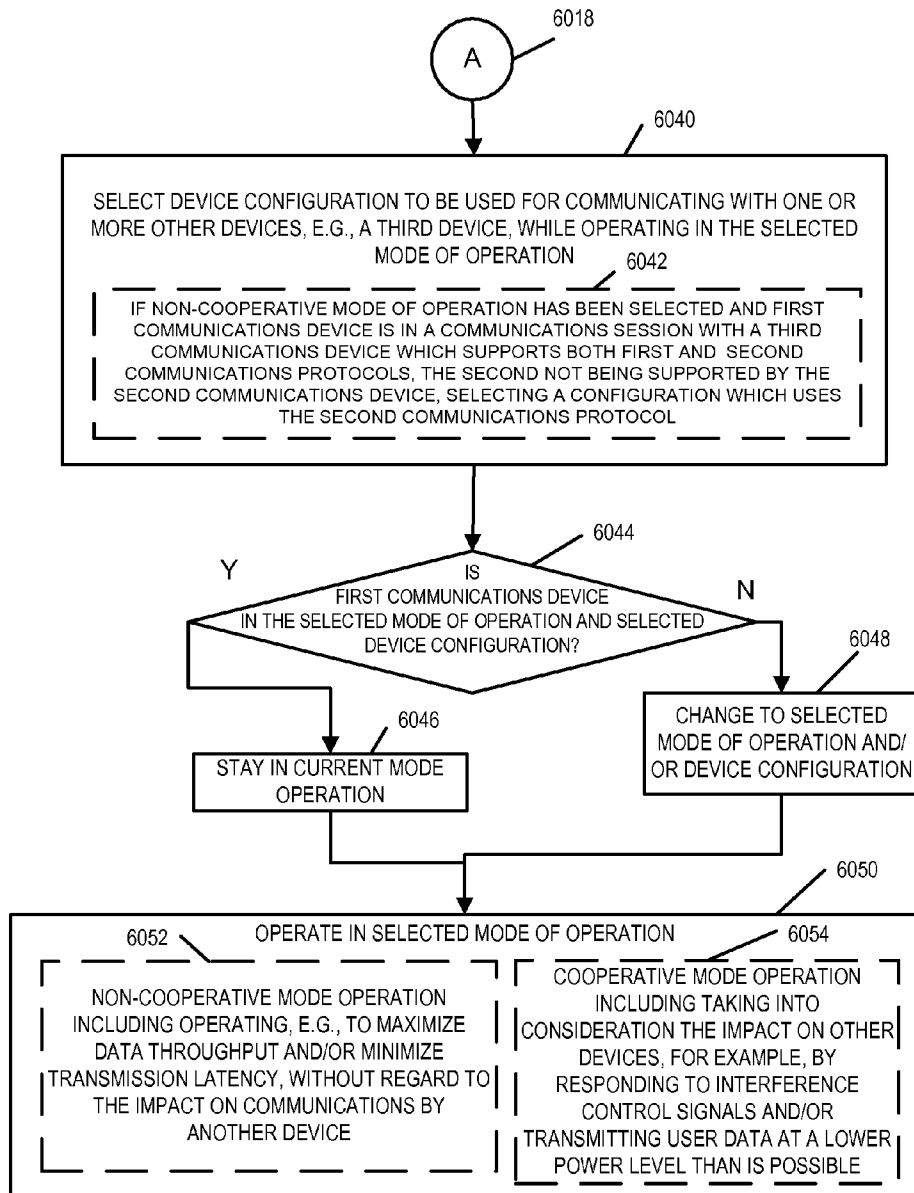 6018
A
6040
SELECT DEVICE CONFIGURATION TO BE USED FOR COMMUNICATING WITH ONE OR
MORE OTHER DEVICES, E.G., A THIRD DEVICE, WHILE OPERATING IN THE SELECTED
MODE OF OPERATION
6042
IF NON-COOPERATIVE MODE OF OPERATION HAS BEEN SELECTED AND FIRST
COMMUNICATIONS DEVICE IS IN A COMMUNICATIONS SESSION WITH A THIRD
COMMUNICATIONS DEVICE WHICH SUPPORTS BOTH FIRST AND SECOND
COMMUNICATIONS PROTOCOLS, THE SECOND NOT BEING SUPPORTED BY THE
SECOND COMMUNICATIONS DEVICE, SELECTING A CONFIGURATION WHICH USES
THE SECOND COMMUNICATIONS PROTOCOL
6044
Y
N
IS
FIRST COMMUNICATIONS DEVICE
IN THE SELECTED MODE OF OPERATION AND SELECTED
DEVICE CONFIGURATION?
6046
STAY IN CURRENT MODE
OPERATION
6048
CHANGE TO SELECTED
MODE OF OPERATION AND/
OR DEVICE CONFIGURATION
6050
OPERATE IN SELECTED MODE OF OPERATION
6052
NON-COOPERATIVE MODE OPERATION
INCLUDING OPERATING, E.G., TO MAXIMIZE
DATA THROUGHPUT AND/OR MINIMIZE
TRANSMISSION LATENCY, WITHOUT REGARD TO
THE IMPACT ON COMMUNICATIONS BY
ANOTHER DEVICE
6054
COOPERATIVE MODE OPERATION
INCLUDING TAKING INTO
CONSIDERATION THE IMPACT ON OTHER
DEVICES, FOR EXAMPLE, BY
RESPONDING TO INTERFERENCE
CONTROL SIGNALS AND/OR
TRANSMITTING USER DATA AT A LOWER
POWER LEVEL THAN IS POSSIBLE